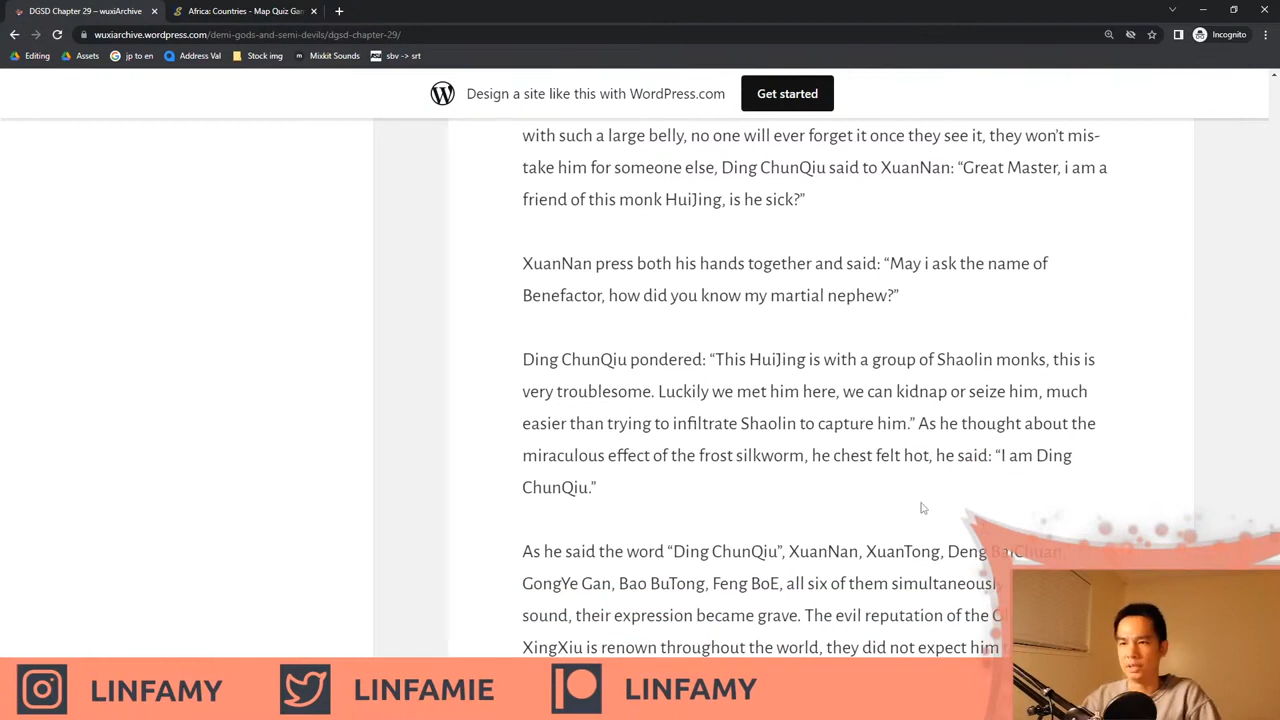 DGSD Chapter 29 – wuxiArchive
Africa: Countries - Map Quiz Ga
wuxiarchive.wordpress.com/demi-gods-and-semi-devils/dgsd-chapter-29/
Incognito
Editing
Assets
jp to en
Address Val
Stock img
Mixkit Sounds
sbv -> srt
Design a site like this with WordPress.com
Get started
with such a large belly, no one will ever forget it once they see it, they won’t mis-
take him for someone else, Ding ChunQiu said to XuanNan: “Great Master, i am a
friend of this monk HuiJing, is he sick?”
XuanNan press both his hands together and said: “May i ask the name of
Benefactor, how did you know my martial nephew?”
Ding ChunQiu pondered: “This HuiJing is with a group of Shaolin monks, this is
very troublesome. Luckily we met him here, we can kidnap or seize him, much
easier than trying to infiltrate Shaolin to capture him.” As he thought about the
miraculous effect of the frost silkworm, he chest felt hot, he said: “I am Ding
ChunQiu.”
As he said the word “Ding ChunQiu”, XuanNan, XuanTong, Deng BaiChuan,
GongYe Gan, Bao BuTong, Feng BoE, all six of them simultaneously
sound, their expression became grave. The evil reputation of the
XingXiu is renown throughout the world, they did not expect him
LINFAMY
LINFAMIE
LINFAMY